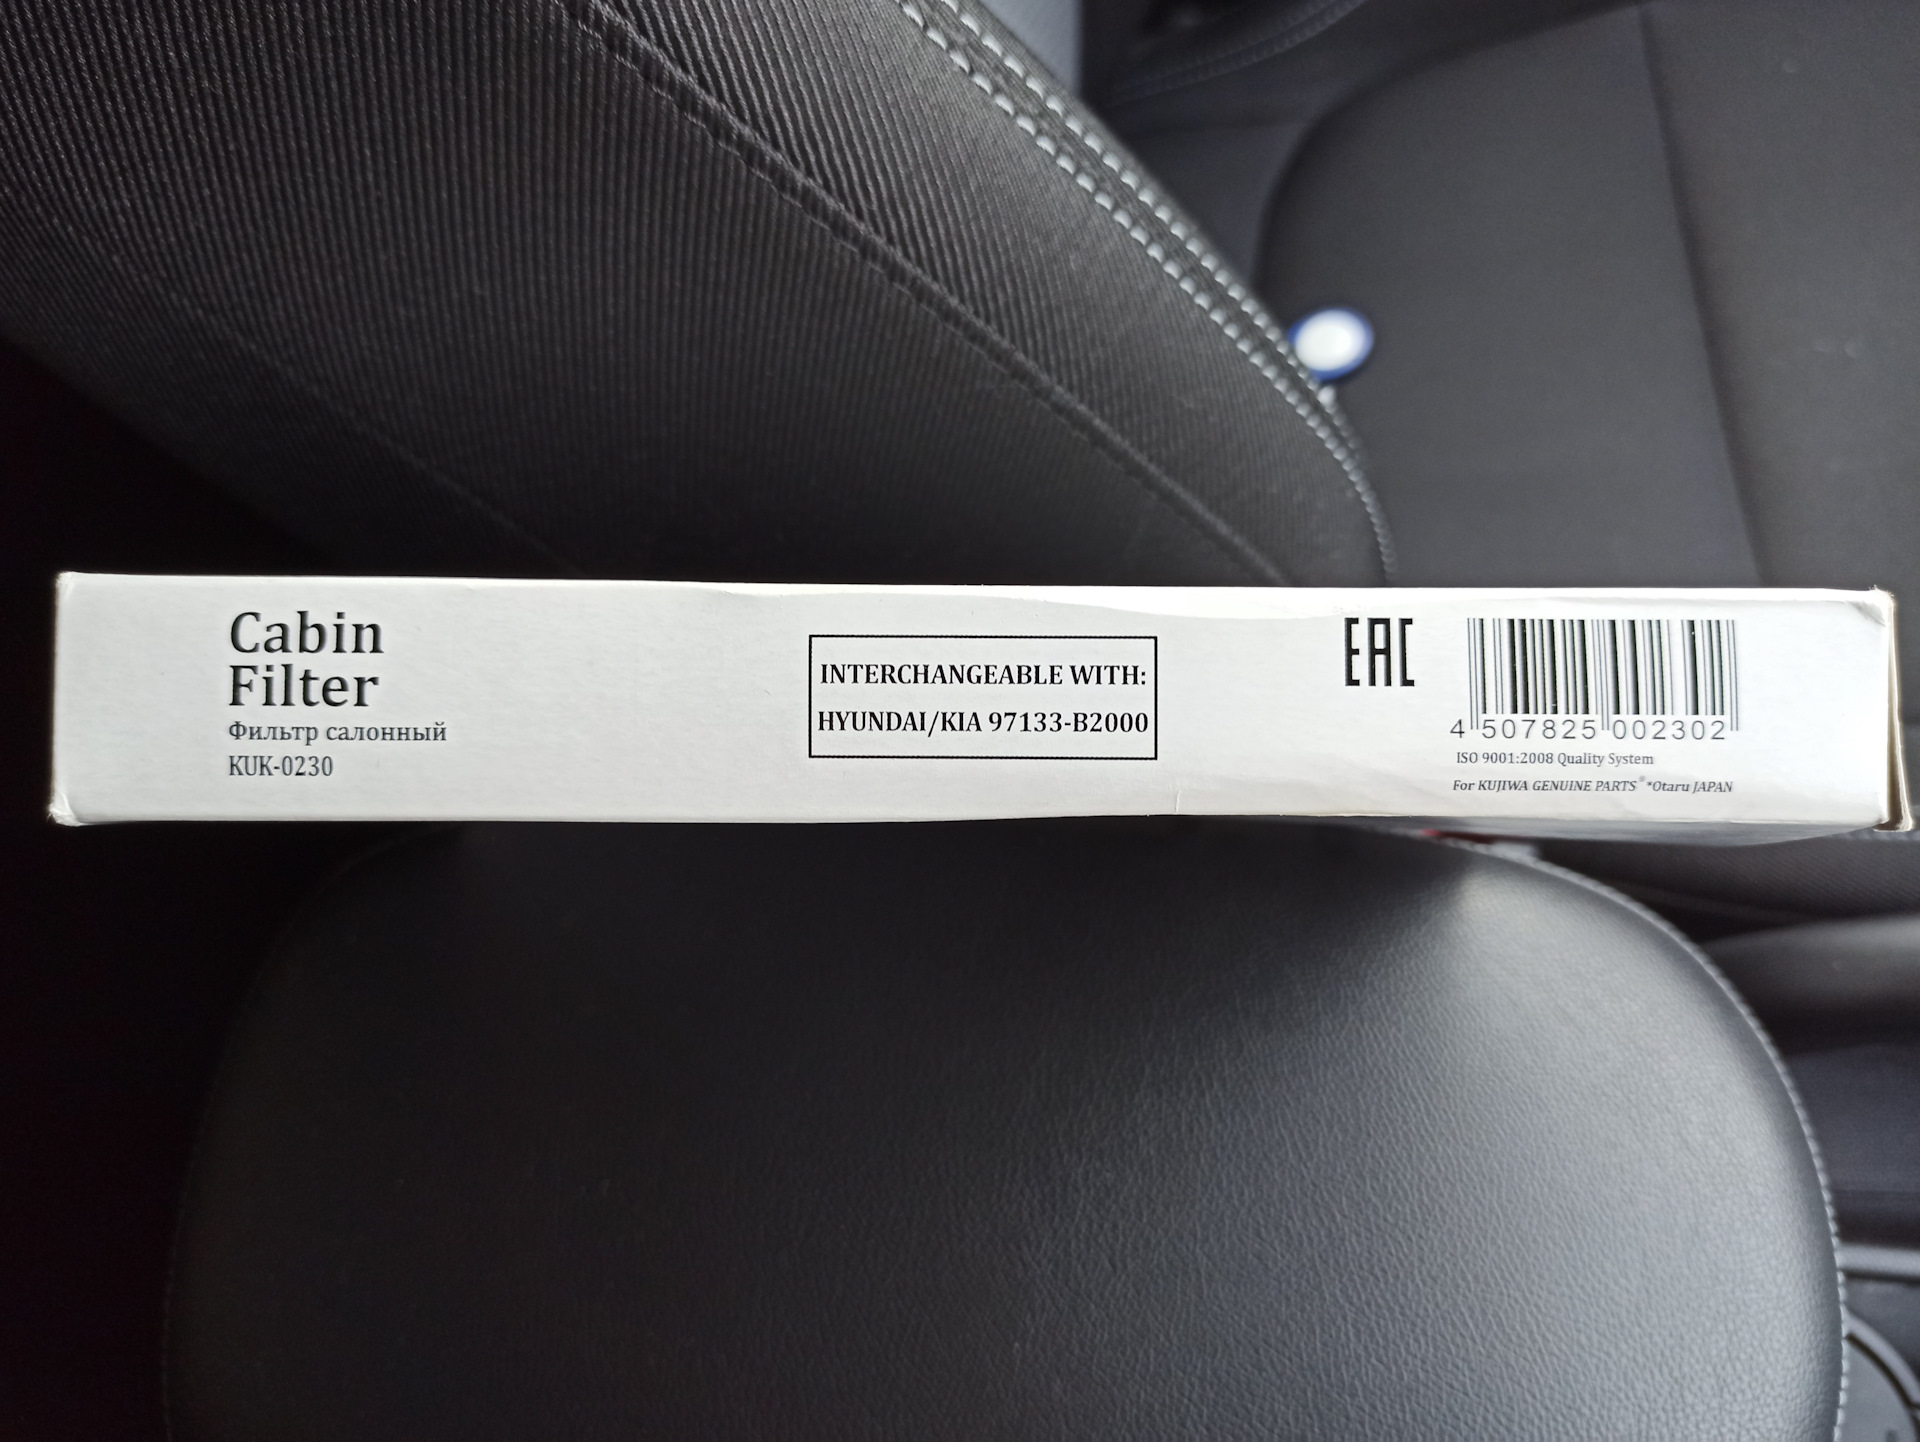 Cabin
Filter
Фильтр салонный
KUK-0230
INTERCHANGEABLE WITH:
HYUNDAI/KIA 97133-B2000
EAC
4 507825 002302
ISO 9001:2008 Quality System
For KUJIWA GENUINE PARTS® *Otaru JAPAN